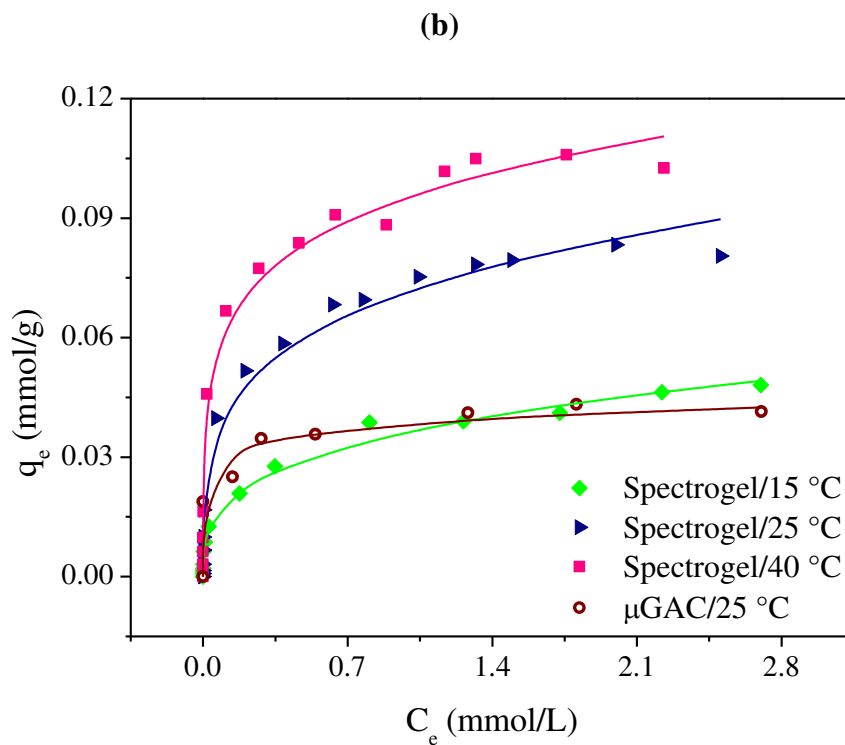 (b)
0.12
0.09
0.06
0.03
0.00
qₑ (mmol/g)
Spectrogel/15 °C
Spectrogel/25 °C
Spectrogel/40 °C
μGAC/25 °C
0.0 0.7 1.4 2.1 2.8
Cₑ (mmol/L)